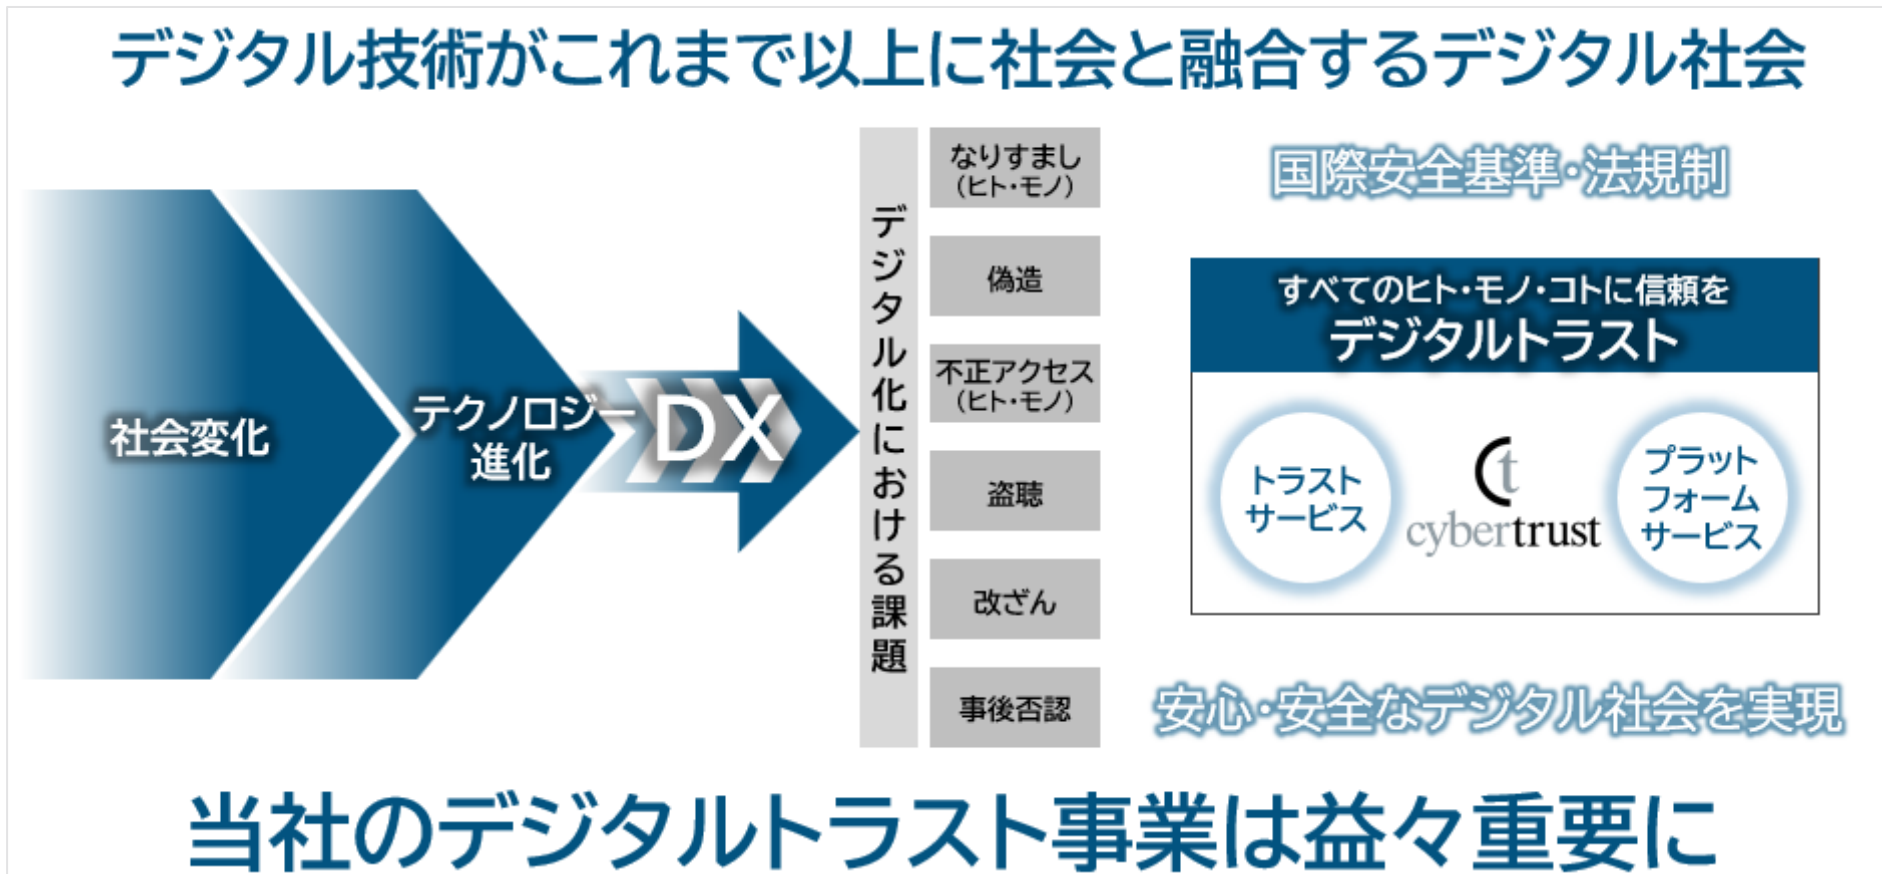 デジタル技術がこれまで以上に社会と融合するデジタル社会
社会変化
テクノロジー
進化
DX
デジタル化における課題
なりすまし
(ヒト・モノ)
偽造
不正アクセス
(ヒト・モノ)
盗聴
改ざん
事後否認
国際安全基準・法規制
すべてのヒト・モノ・コトに信頼を
デジタルトラスト
トラスト
サービス
ct
cybertrust
プラット
フォーム
サービス
安心・安全なデジタル社会を実現
当社のデジタルトラスト事業は益々重要に